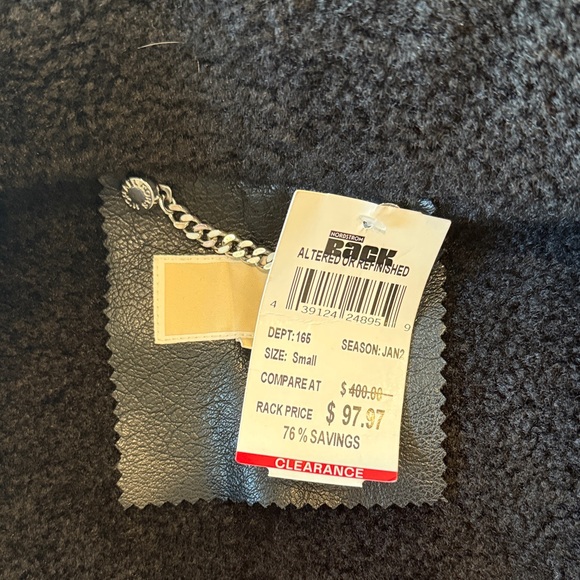 NORDSTROM
Rack
ALTERED OR REFINISHED
4 39124 24895 9
DEPT: 165 SEASON: JAN2
SIZE: Small
COMPARE AT $ 400.00
RACK PRICE $ 97.97
76 % SAVINGS
CLEARANCE